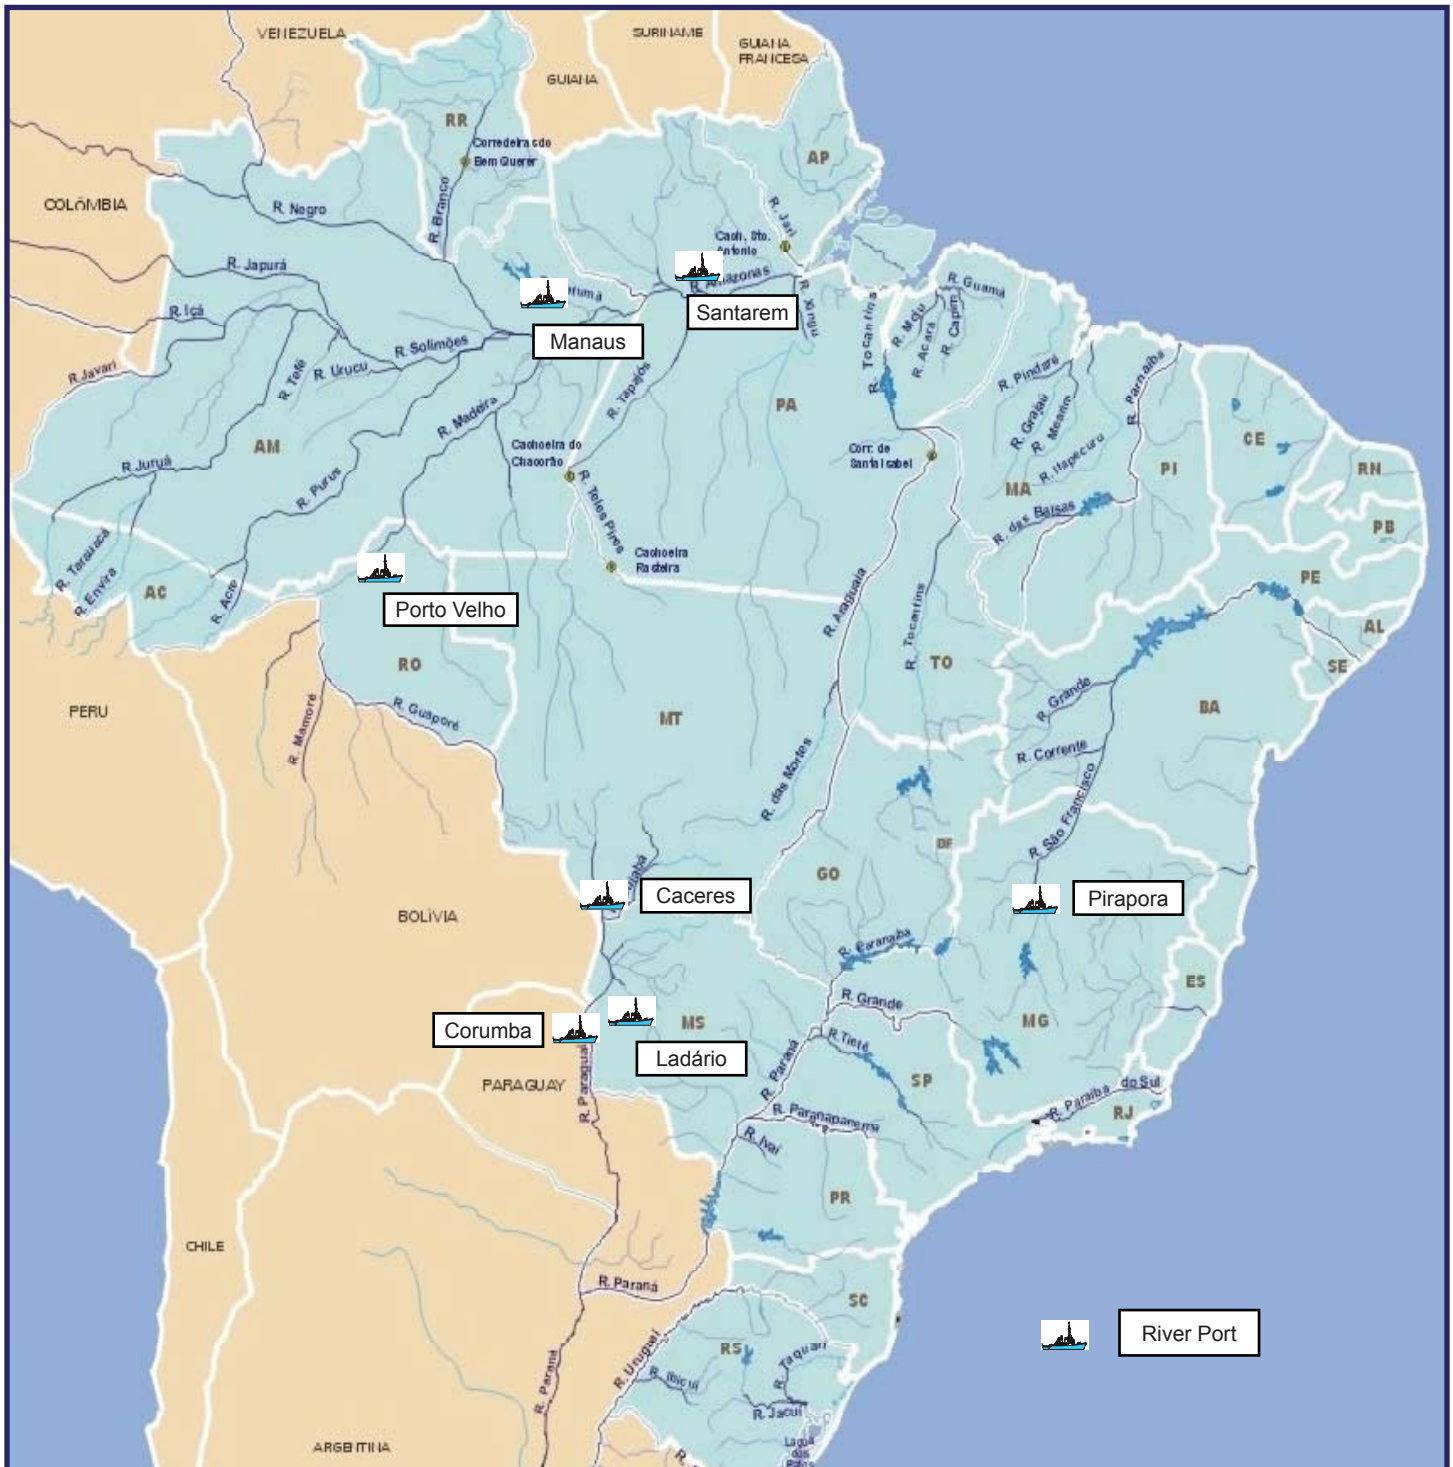 VENEZUELA
SURINAME
GUIANA
FRANCESA
GUIANA
RR
Corredeirasdo
Bem Querer
AP
COLÔMBIA
R. Negro
R. Branco
R. Jari
Cach. Sto.
Antonio
R. Japurá
R. Amazonas
R. Xingu
R. Guamá
R. Içá
Santarem
R. Tocantins
R. Moju
R. Acará
R. Capim
Manaus
R. Solimões
R. Javari
R. Tefé
R. Urucu
R. Tapajós
R. Pindaré
R. Parnaíba
R. Madeira
PA
R. Grajaú
R. Mearim
R. Itapecuru
AM
Cachoeira do
Chacorão
Corr. de
Santa Isabel
CE
R. Juruá
R. Purus
PI
RN
R. Teles Pires
MA
R. das Balsas
PB
R. Tarauacá
R. Envira
Cachoeira
Rasteira
PE
AC
R. Acre
Porto Velho
R. Araguaia
R. Tocantins
AL
RO
TO
SE
PERU
R. Mamoré
R. Guaporé
MT
R. Grande
BA
R. Corrente
R. das Mortes
R. São Francisco
DF
GO
Caceres
Pirapora
BOLÍVIA
R. Paranaíba
ES
R. Grande
Corumba
MS
MG
Ladário
R. Tietê
R. Paraguai
PARAGUAY
R. Paraná
SP
R. Paraíba do Sul
R. Paranapanema
RJ
R. Ivaí
PR
CHILE
R. Paraná
SC
River Port
R. Uruguai
RS
R. Taquari
R. Paraná
R. Ibicuí
R. Jacuí
ARGENTINA
Lagoa
dos
Patos